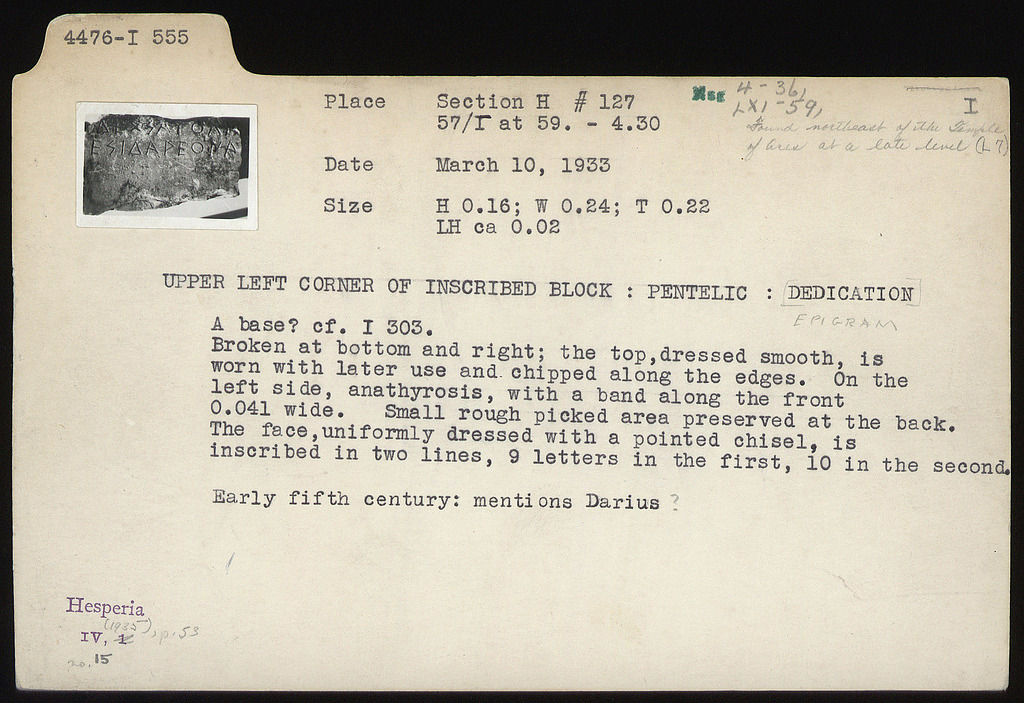 4476-I 555
Place Section H # 127
57/Γ at 59. - 4.30
4-36,
LXI-59,
I
Found northeast of the Temple
of Ares at a late level (L 7)
Date March 10, 1933
Size H 0.16; W 0.24; T 0.22
LH ca 0.02
ΕΣΙΔΑΡΕΟΝΑ
UPPER LEFT CORNER OF INSCRIBED BLOCK : PENTELIC : DEDICATION
EPIGRAM
A base? cf. I 303.
Broken at bottom and right; the top,dressed smooth, is
worn with later use and chipped along the edges. On the
left side, anathyrosis, with a band along the front
0.041 wide. Small rough picked area preserved at the back.
The face,uniformly dressed with a pointed chisel, is
inscribed in two lines, 9 letters in the first, 10 in the second.
Early fifth century: mentions Darius ?
Hesperia
(1935), p. 53
IV, 1
no. 15